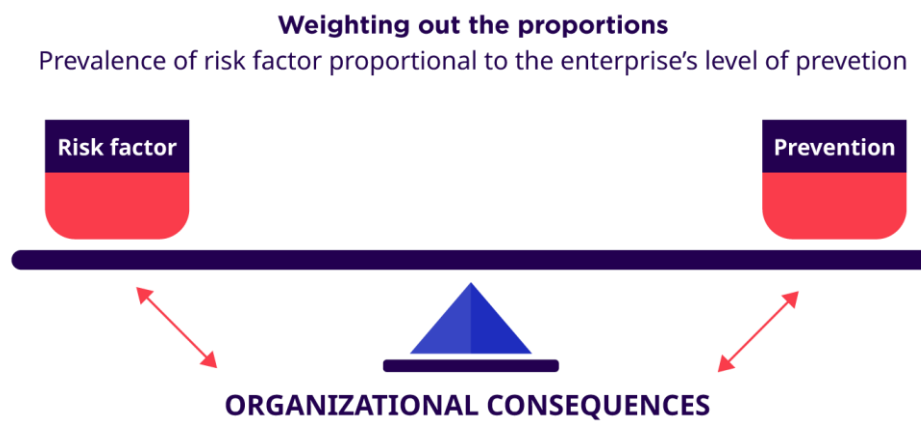 Weighting out the proportions
Prevalence of risk factor proportional to the enterprise’s level of prevetion
Risk factor
Prevention
ORGANIZATIONAL CONSEQUENCES